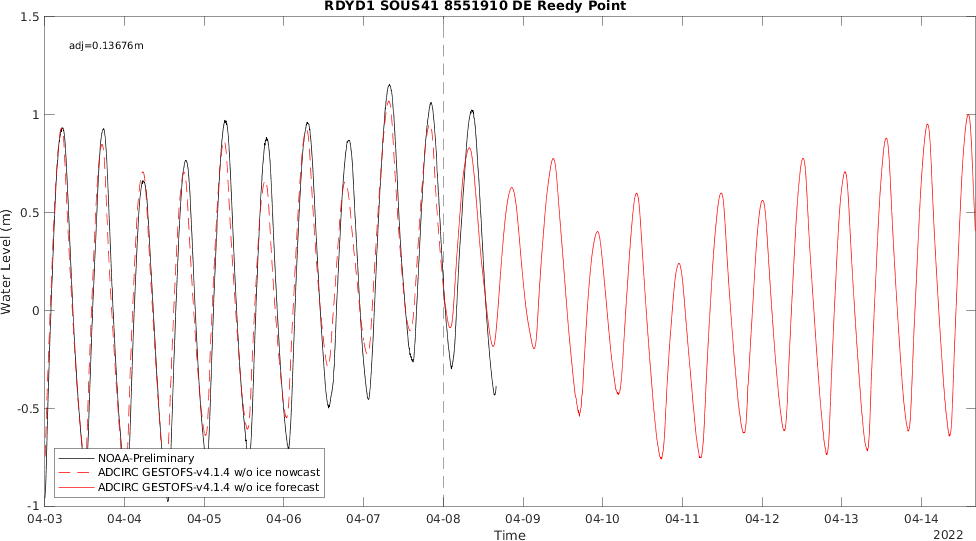 RDYD1 SOUS41 8551910 DE Reedy Point
adj=0.13676m
Water Level (m)
1.5
1
0.5
0
-0.5
-1
NOAA-Preliminary
ADCIRC GESTOFS-v4.1.4 w/o ice nowcast
ADCIRC GESTOFS-v4.1.4 w/o ice forecast
04-03 04-04 04-05 04-06 04-07 04-08 04-09 04-10 04-11 04-12 04-13 04-14
Time
2022